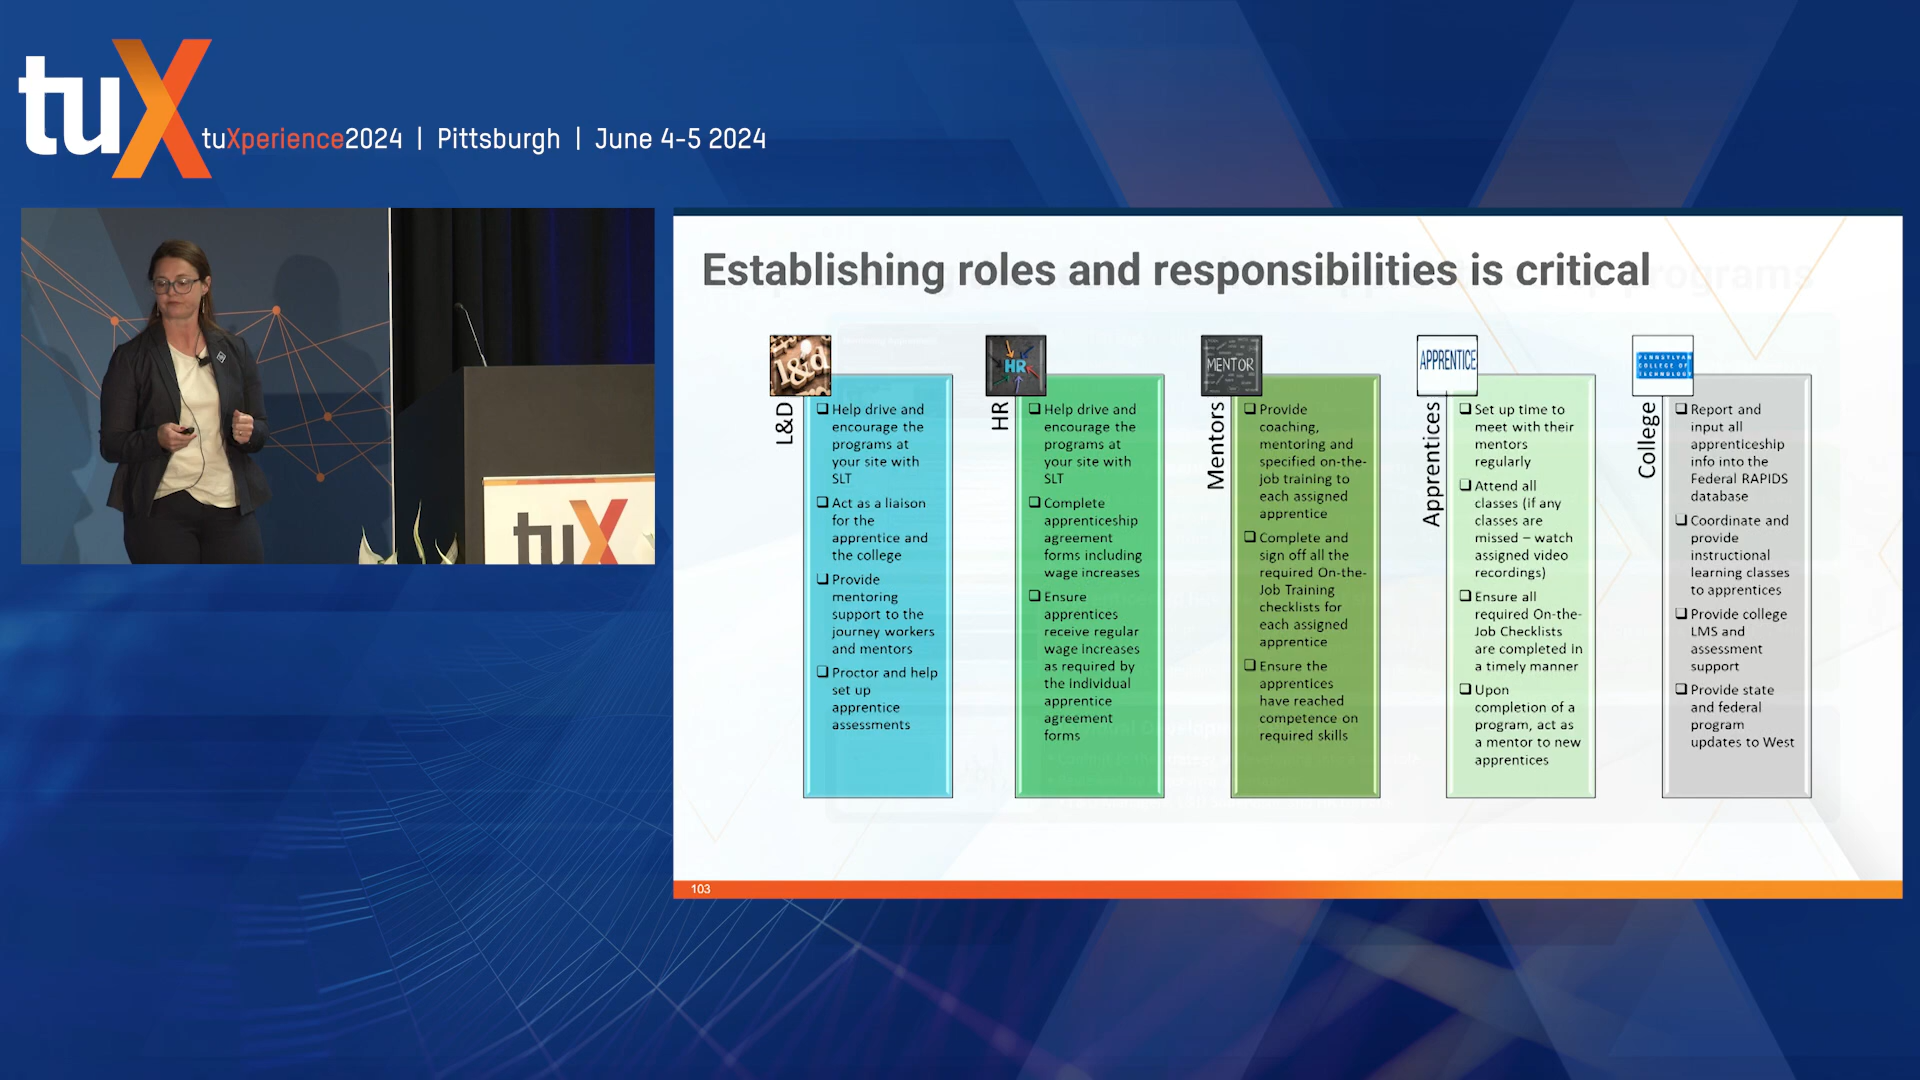 tuX
tuXperience2024 | Pittsburgh | June 4-5 2024
tuX
Establishing roles and responsibilities is critical
programs
l&d
L&D
❑ Help drive and
encourage the
programs at
your site with
SLT
❑ Act as a liaison
for the
apprentice and
the college
❑ Provide
mentoring
support to the
journey workers
and mentors
❑ Proctor and help
set up
apprentice
assessments
HR
HR
❑ Help drive and
encourage the
programs at
your site with
SLT
❑ Complete
apprenticeship
agreement
forms including
wage increases
❑ Ensure
apprentices
receive regular
wage increases
as required by
the individual
apprentice
agreement
forms
MENTOR
Mentors
❑ Provide
coaching,
mentoring and
specified on-the-
job training to
each assigned
apprentice
❑ Complete and
sign off all the
required On-the-
Job Training
checklists for
each assigned
apprentice
❑ Ensure the
apprentices
have reached
competence on
required skills
APPRENTICE
Apprentices
❑ Set up time to
meet with their
mentors
regularly
❑ Attend all
classes (if any
classes are
missed – watch
assigned video
recordings)
❑ Ensure all
required On-the-
Job Checklists
are completed in
a timely manner
❑ Upon
completion of a
program, act as
a mentor to new
apprentices
PENNSYLVAN
COLLEGE OF
TECHNOLOGY
College
❑ Report and
input all
apprenticeship
info into the
Federal RAPIDS
database
❑ Coordinate and
provide
instructional
learning classes
to apprentices
❑ Provide college
LMS and
assessment
support
❑ Provide state
and federal
program
updates to West
103